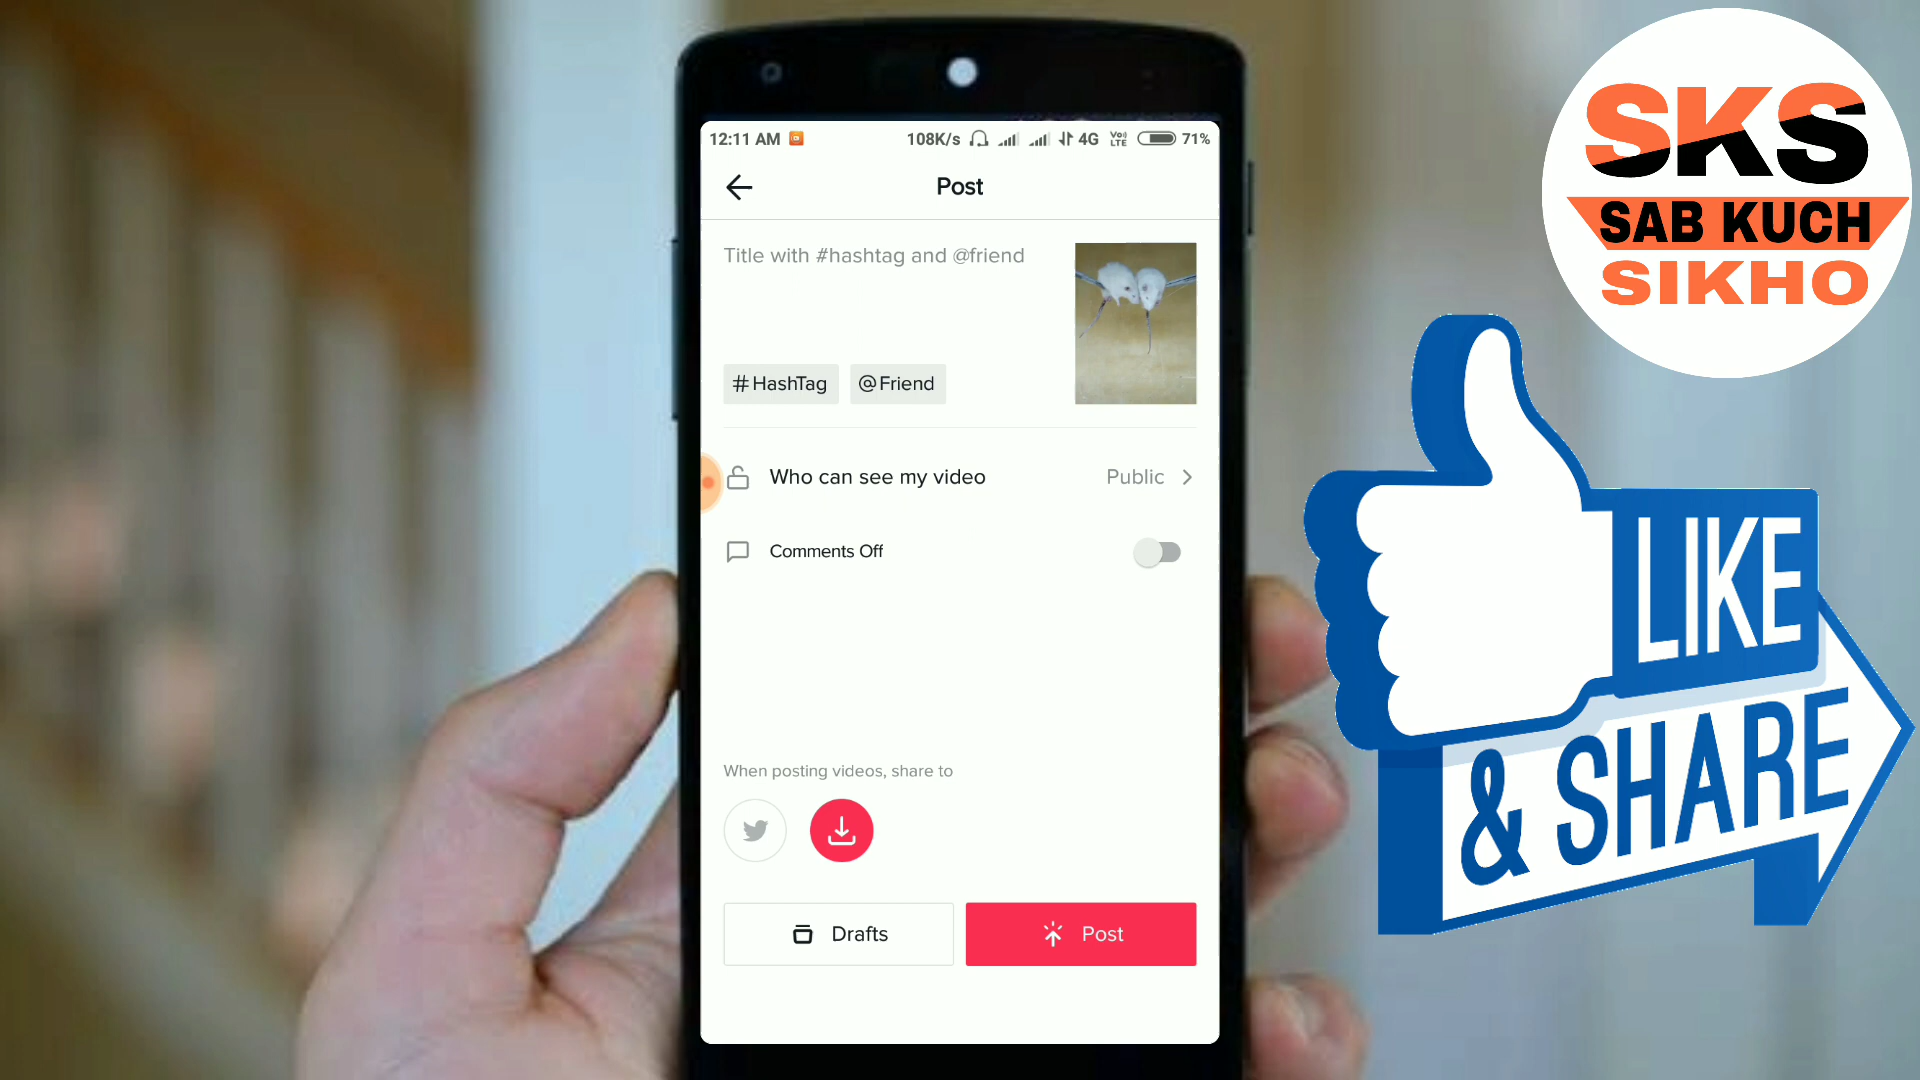 12:11 AM 108K/s 4G VoLTE 71%
Post
Title with #hashtag and @friend
#HashTag @Friend
Who can see my video Public
Comments Off
When posting videos, share to
Drafts Post
SKS
SAB KUCH
SIKHO
LIKE
& SHARE